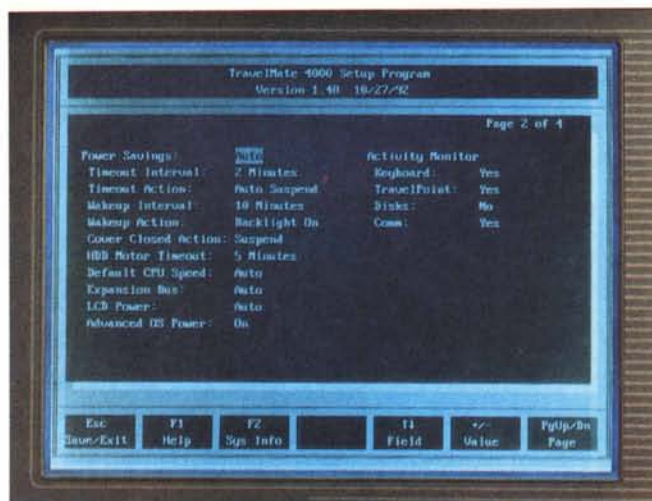 TravelMate 4000 Setup Program
Version 1.40 10/27/92
Page 2 of 4
Power Savings: Auto
Timeout Interval: 2 Minutes
Timeout Action: Auto Suspend
Wakeup Interval: 10 Minutes
Wakeup Action: Backlight On
Cover Closed Action: Suspend
HDD Motor Timeout: 5 Minutes
Default CPU Speed: Auto
Expansion Bus: Auto
LCD Power: Auto
Advanced OS Power: On
Activity Monitor
Keyboard: Yes
TravelPoint: Yes
Disks: No
Comm: Yes
Esc
Save/Exit
F1
Help
F2
Sys Info
↑↓
Field
+/-
Value
PgUp/Dn
Page